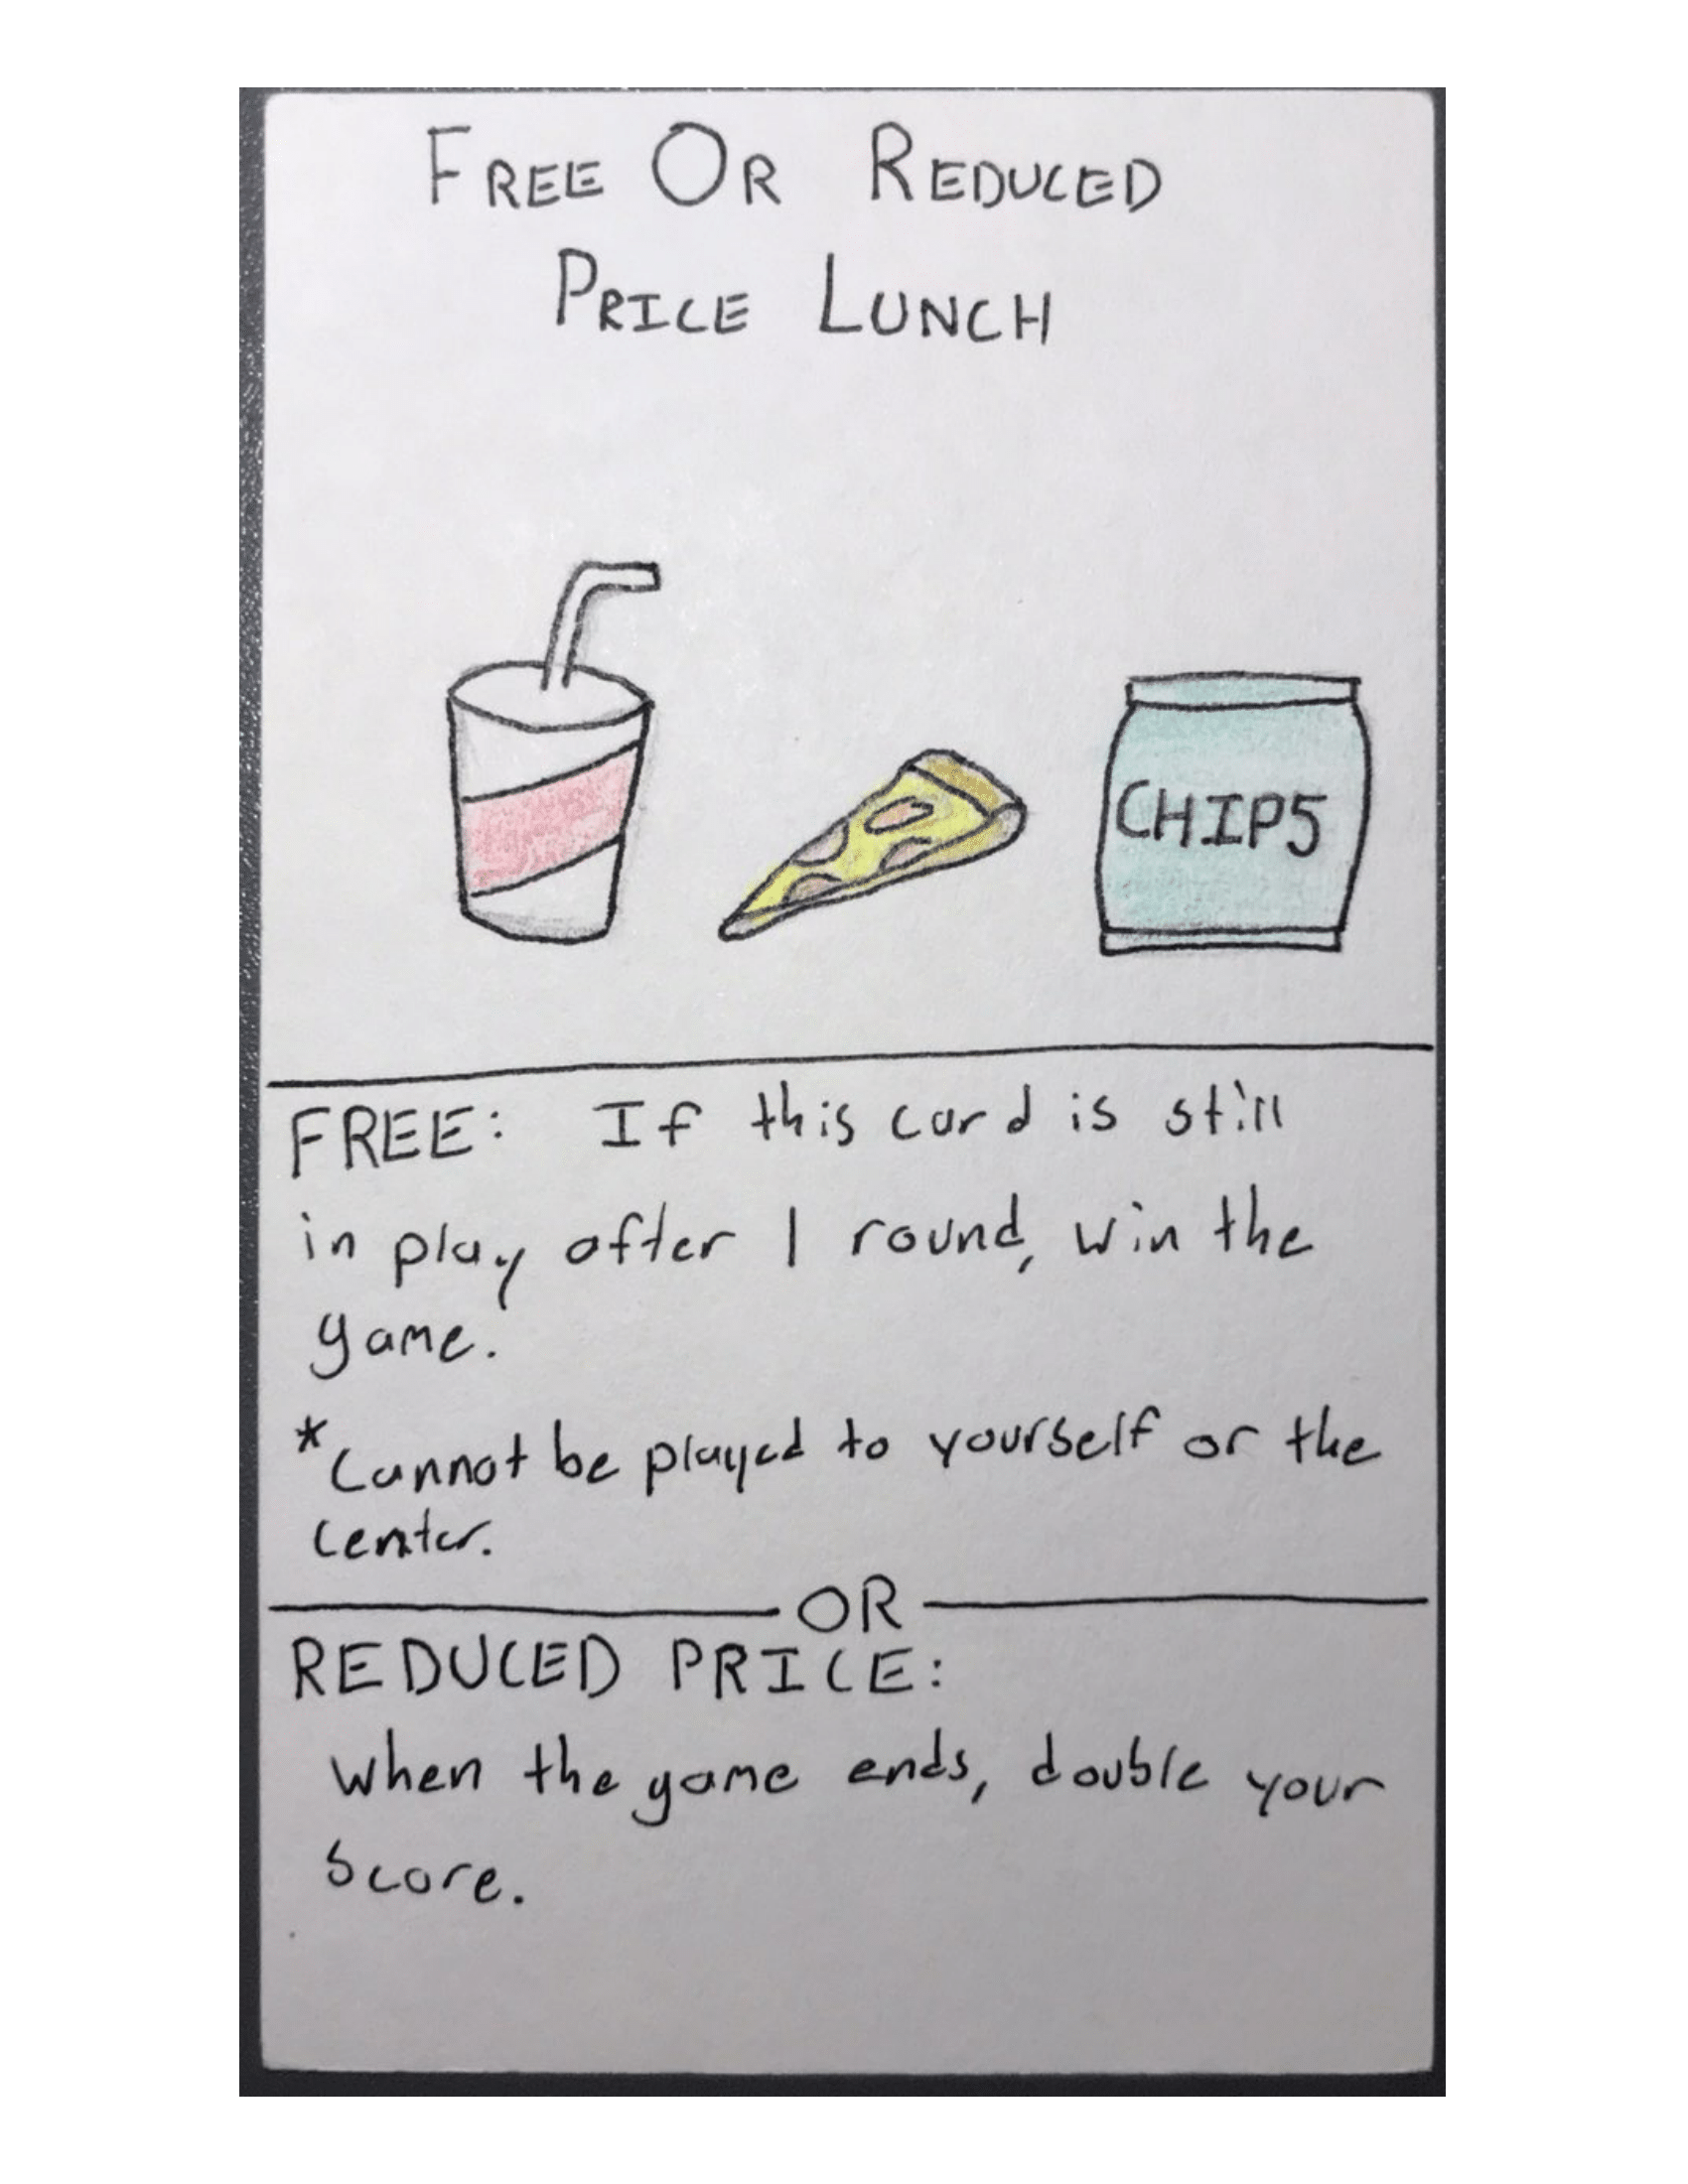 FREE OR REDUCED
PRICE LUNCH
CHIPS
FREE: If this card is still
in play after 1 round, win the
game.
*Cannot be played to yourself or the
center.
OR
REDUCED PRICE:
When the game ends, double your
score.